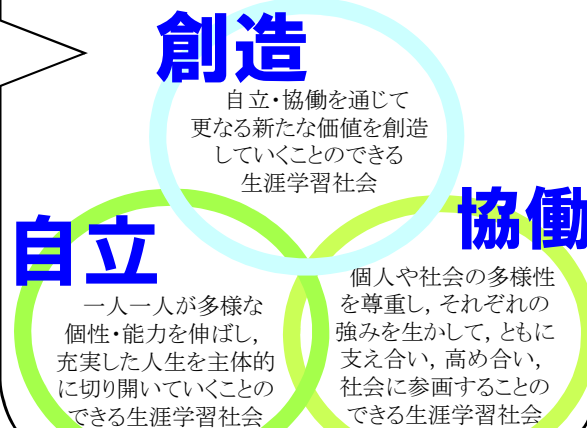 創造
自立・協働を通じて
更なる新たな価値を創造
していくことのできる
生涯学習社会
自立
一人一人が多様な
個性・能力を伸ばし，
充実した人生を主体的
に切り開いていくことの
できる生涯学習社会
協働
個人や社会の多様性
を尊重し，それぞれの
強みを生かして，ともに
支え合い，高め合い，
社会に参画することの
できる生涯学習社会